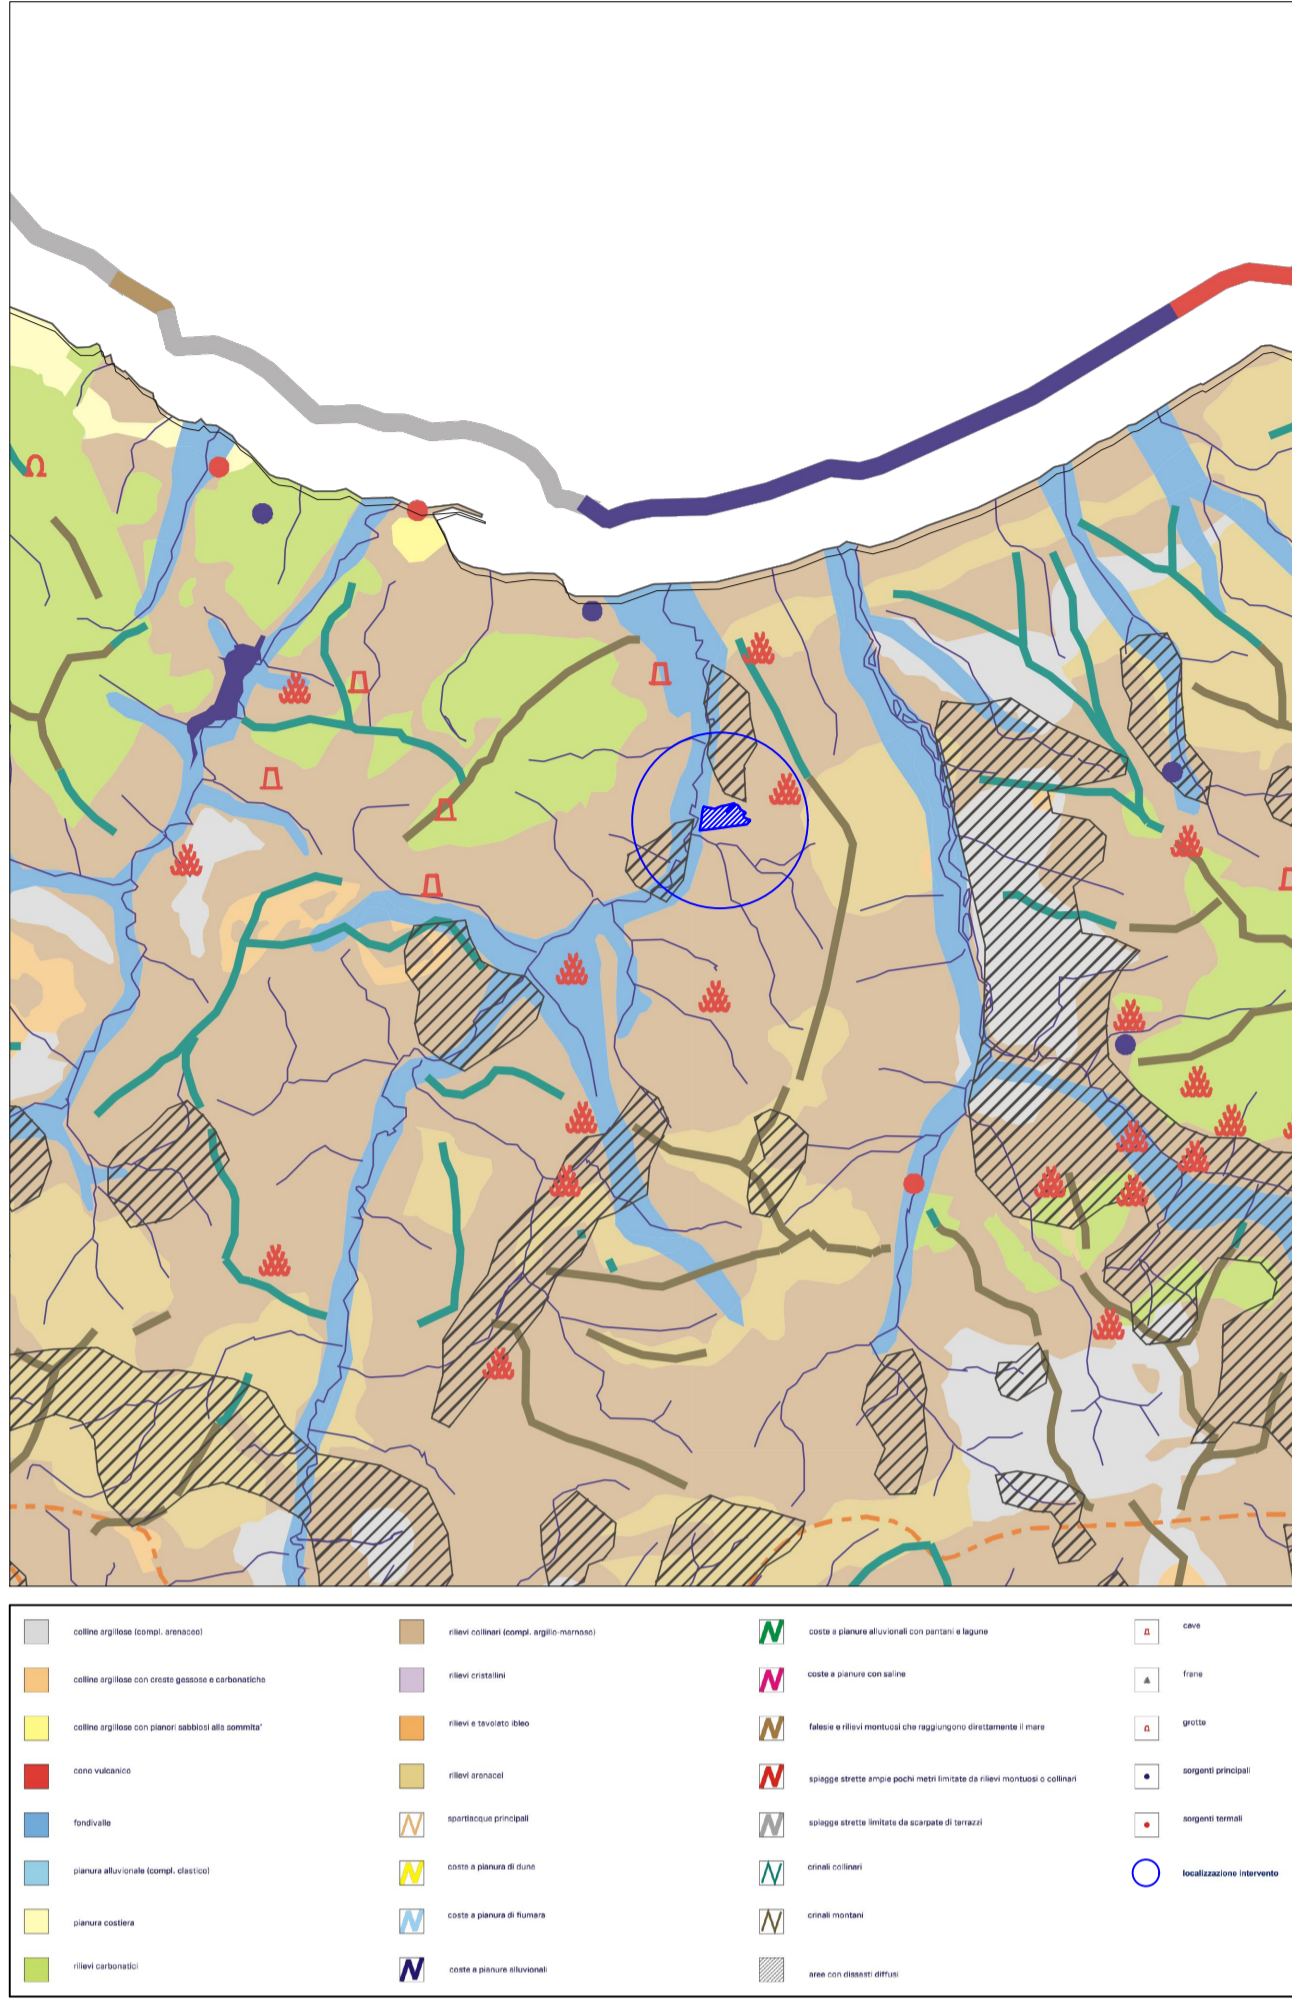 colline argillose (compl. arenaceo)
colline argillose con creste gessose e carbonatiche
colline argillose con pianori sabbiosi alla sommita'
cono vulcanico
fondivalle
pianura alluvionale (compl. clastico)
pianura costiera
rilievi carbonatici
rilievi collinari (compl. argillo-marnoso)
rilievi cristallini
rilievi e tavolato ibleo
rilievi arenacei
spartiacque principali
coste a pianura di dune
coste a pianura di fiumara
coste a pianure alluvionali
coste a pianure alluvionali con pantani e lagune
coste a pianure con saline
falesie e rilievi montuosi che raggiungono direttamente il mare
spiagge strette ampie pochi metri limitate da rilievi montuosi o collinari
spiagge strette limitate da scarpate di terrazzi
crinali collinari
crinali montani
aree con dissesti diffusi
cave
frane
grotte
sorgenti principali
sorgenti termali
localizzazione intervento